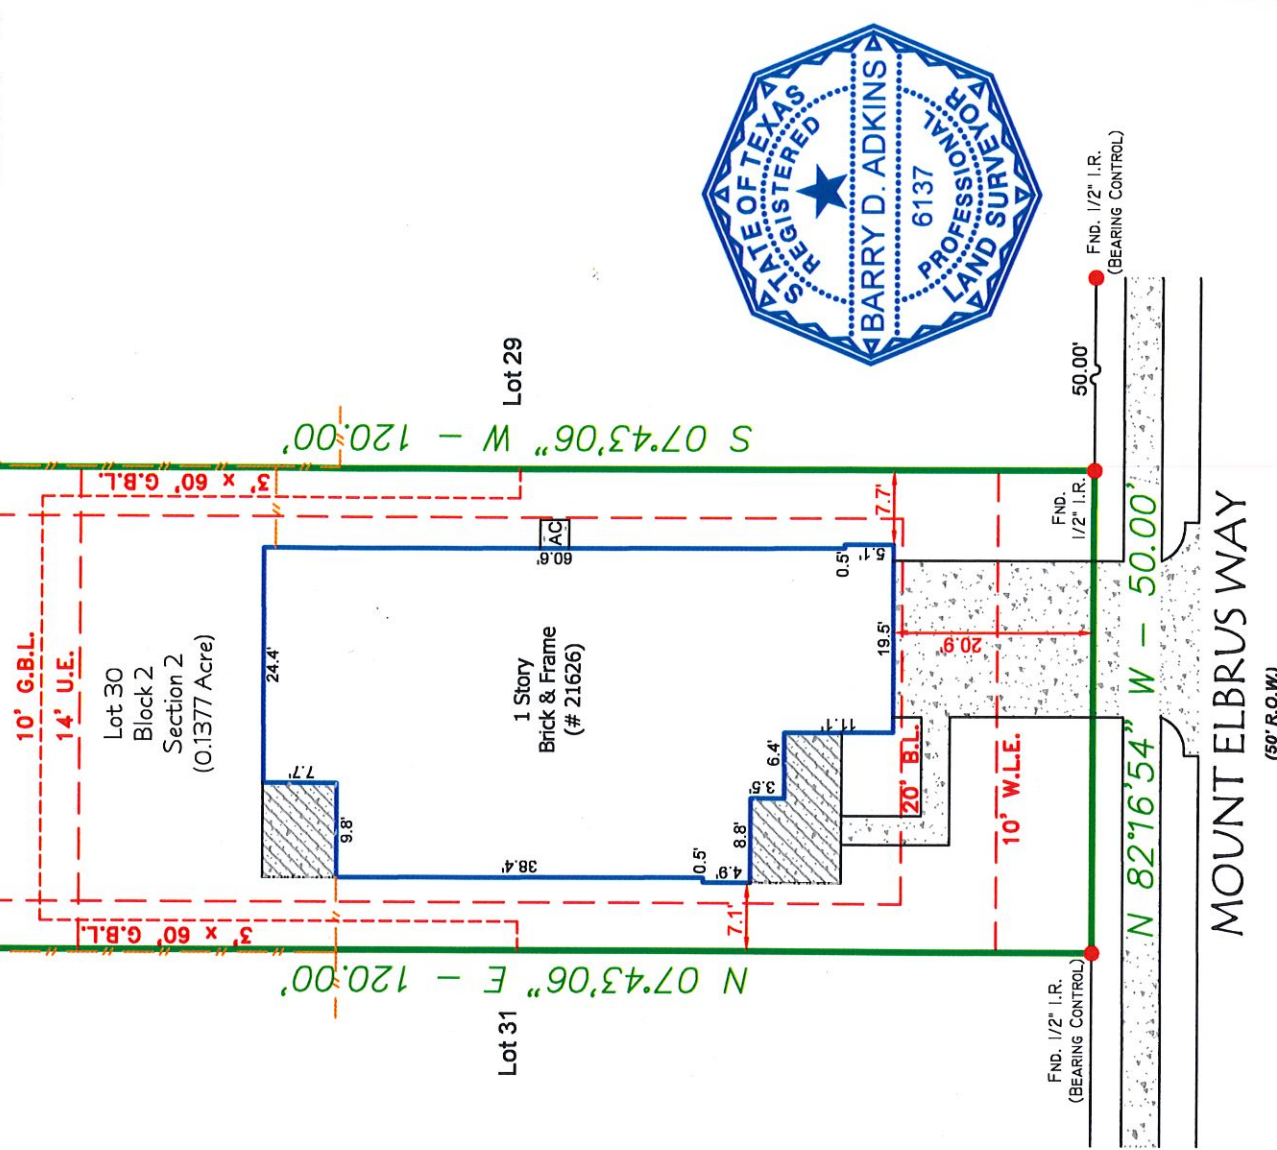 STATE OF TEXAS
REGISTERED
BARRY D. ADKINS
6137
PROFESSIONAL
LAND SURVEYOR
FND. 1/2" I.R.
(BEARING CONTROL)
50.00'
Lot 29
S 07°43'06" W - 120.00'
3' x 60' G.B.L.
10' G.B.L.
14' U.E.
Lot 30
Block 2
Section 2
(0.1377 Acre)
24.4'
7.7'
9.8'
AC
60.6'
0.5'
5.1'
7.7'
FND.
1/2" I.R.
1 Story
Brick & Frame
(# 21626)
19.5'
20.9'
11.1'
6.4'
3.5'
8.8'
38.4'
0.5'
4.9'
7.1'
20' B.L.
10' W.L.E.
3' x 60' G.B.L.
N 07°43'06" E - 120.00'
Lot 31
FND. 1/2" I.R.
(BEARING CONTROL)
N 82°16'54" W - 50.00'
MOUNT ELBRUS WAY
(50' R.O.W.)